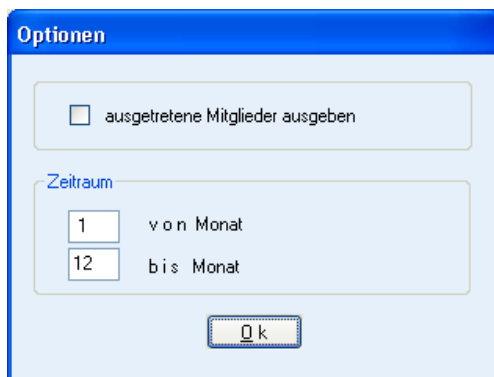 Optionen
ausgetretene Mitglieder ausgeben
Zeitraum
1 von Monat
12 bis Monat
Ok